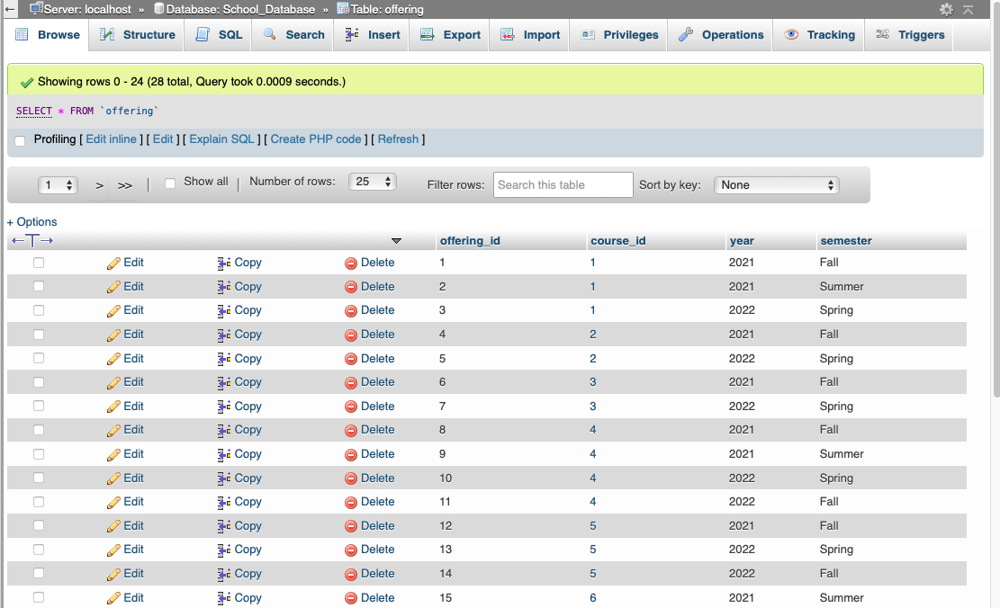 Server: localhost » Database: School_Database » Table: offering
Browse Structure SQL Search Insert Export Import Privileges Operations Tracking Triggers
Showing rows 0 - 24 (28 total, Query took 0.0009 seconds.)
SELECT * FROM `offering`
Profiling [ Edit inline ] [ Edit ] [ Explain SQL ] [ Create PHP code ] [ Refresh ]
1 > >> | Show all | Number of rows: 25 Filter rows: Search this table Sort by key: None
+ Options
offering_id course_id year semester
Edit Copy Delete 1 1 2021 Fall
Edit Copy Delete 2 1 2021 Summer
Edit Copy Delete 3 1 2022 Spring
Edit Copy Delete 4 2 2021 Fall
Edit Copy Delete 5 2 2022 Spring
Edit Copy Delete 6 3 2021 Fall
Edit Copy Delete 7 3 2022 Spring
Edit Copy Delete 8 4 2021 Fall
Edit Copy Delete 9 4 2021 Summer
Edit Copy Delete 10 4 2022 Spring
Edit Copy Delete 11 4 2022 Fall
Edit Copy Delete 12 5 2021 Fall
Edit Copy Delete 13 5 2022 Spring
Edit Copy Delete 14 5 2022 Fall
Edit Copy Delete 15 6 2021 Summer